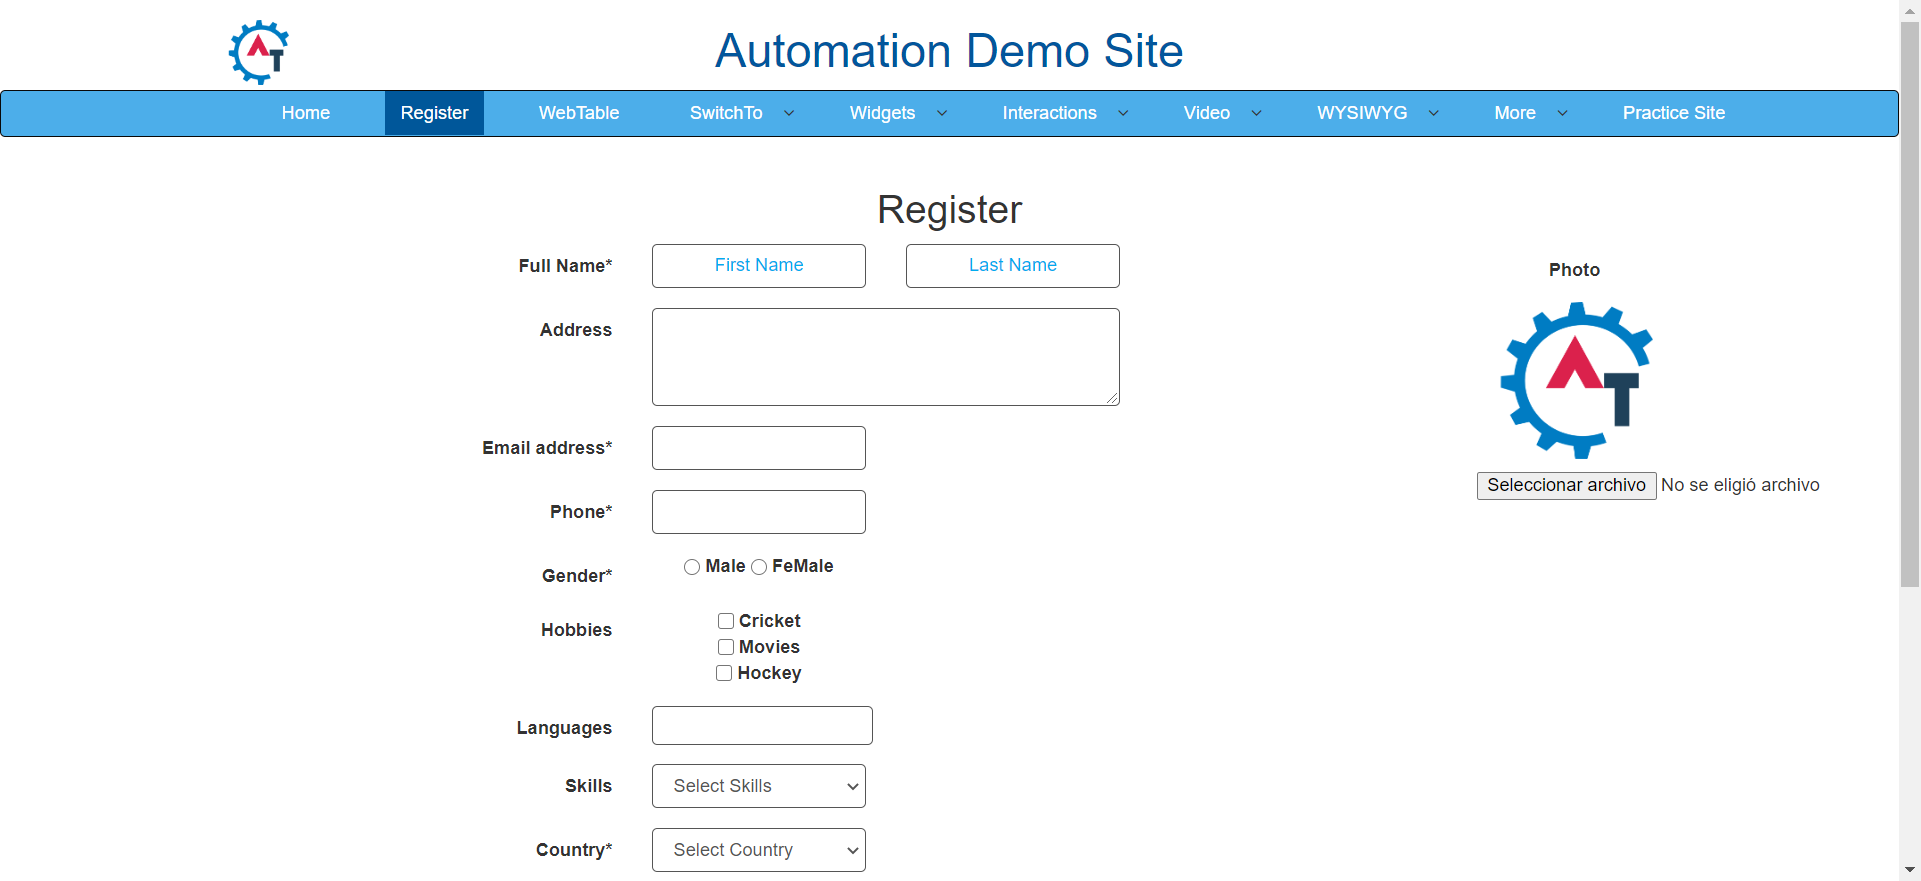 AT
Automation Demo Site
Home Register WebTable SwitchTo Widgets Interactions Video WYSIWYG More Practice Site
Register
Full Name* First Name Last Name
Photo
Address
AT
Email address*
Seleccionar archivo No se eligió archivo
Phone*
Gender* Male FeMale
Hobbies Cricket
Movies
Hockey
Languages
Skills Select Skills
Country* Select Country